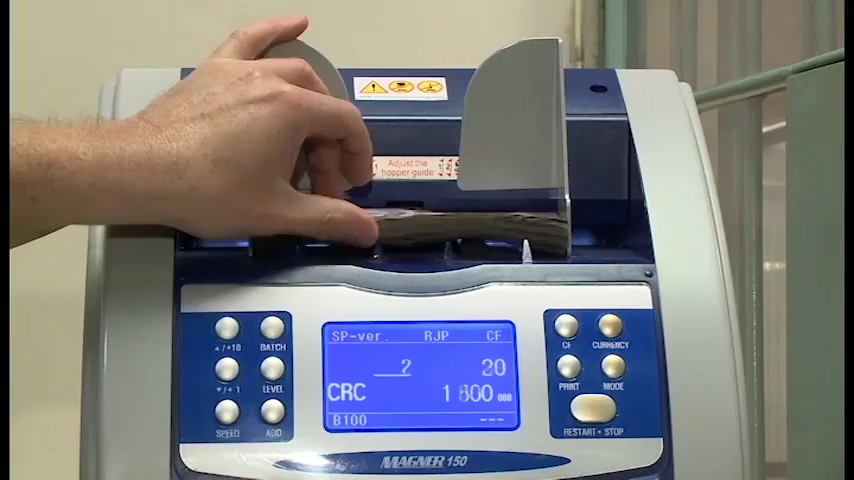 Adjust the
hopper guide
SP-ver. RJP CF
2 20
CRC 1 800 000
B100 ---
▲/+10 BATCH
▼/+1 LEVEL
SPEED ADD
CF CURRENCY
PRINT MODE
RESTART • STOP
MAGNER 150